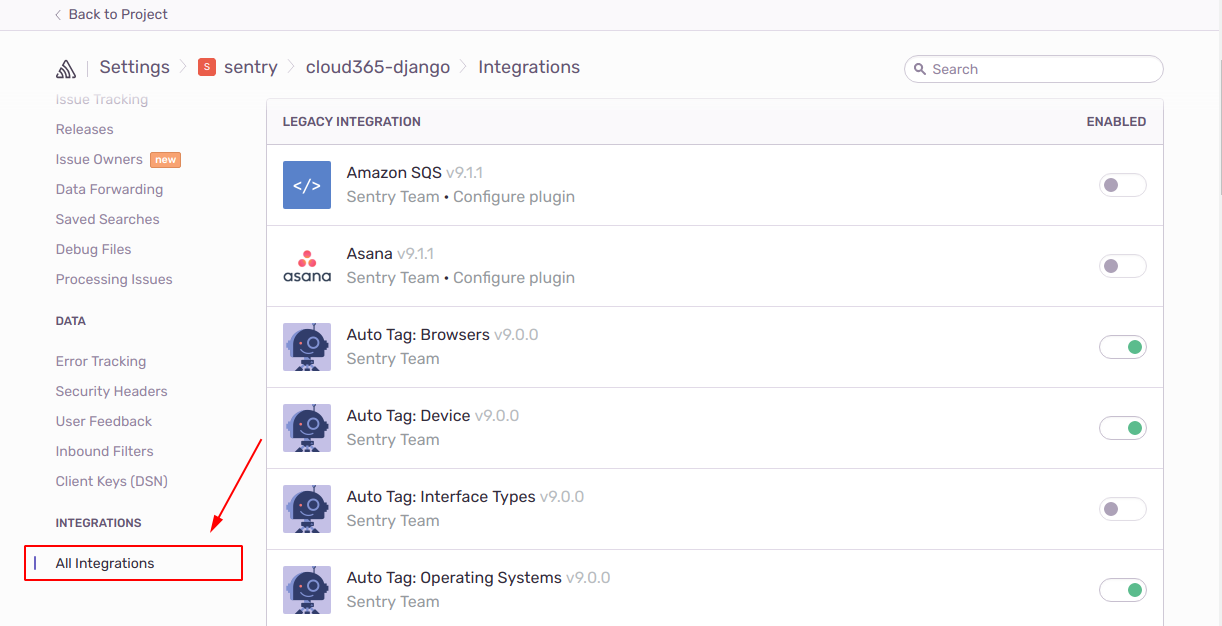 Back to Project
Settings S sentry cloud365-django Integrations
Search
Issue Tracking
Releases
Issue Owners new
Data Forwarding
Saved Searches
Debug Files
Processing Issues
DATA
Error Tracking
Security Headers
User Feedback
Inbound Filters
Client Keys (DSN)
INTEGRATIONS
All Integrations
LEGACY INTEGRATION ENABLED
</>
Amazon SQS v9.1.1
Sentry Team • Configure plugin
asana
Asana v9.1.1
Sentry Team • Configure plugin
Auto Tag: Browsers v9.0.0
Sentry Team
Auto Tag: Device v9.0.0
Sentry Team
Auto Tag: Interface Types v9.0.0
Sentry Team
Auto Tag: Operating Systems v9.0.0
Sentry Team